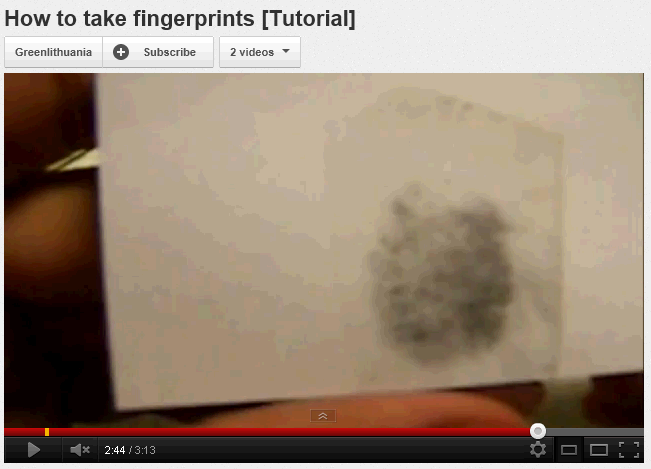 How to take fingerprints [Tutorial]
Greenlithuania Subscribe 2 videos
2:44 / 3:13